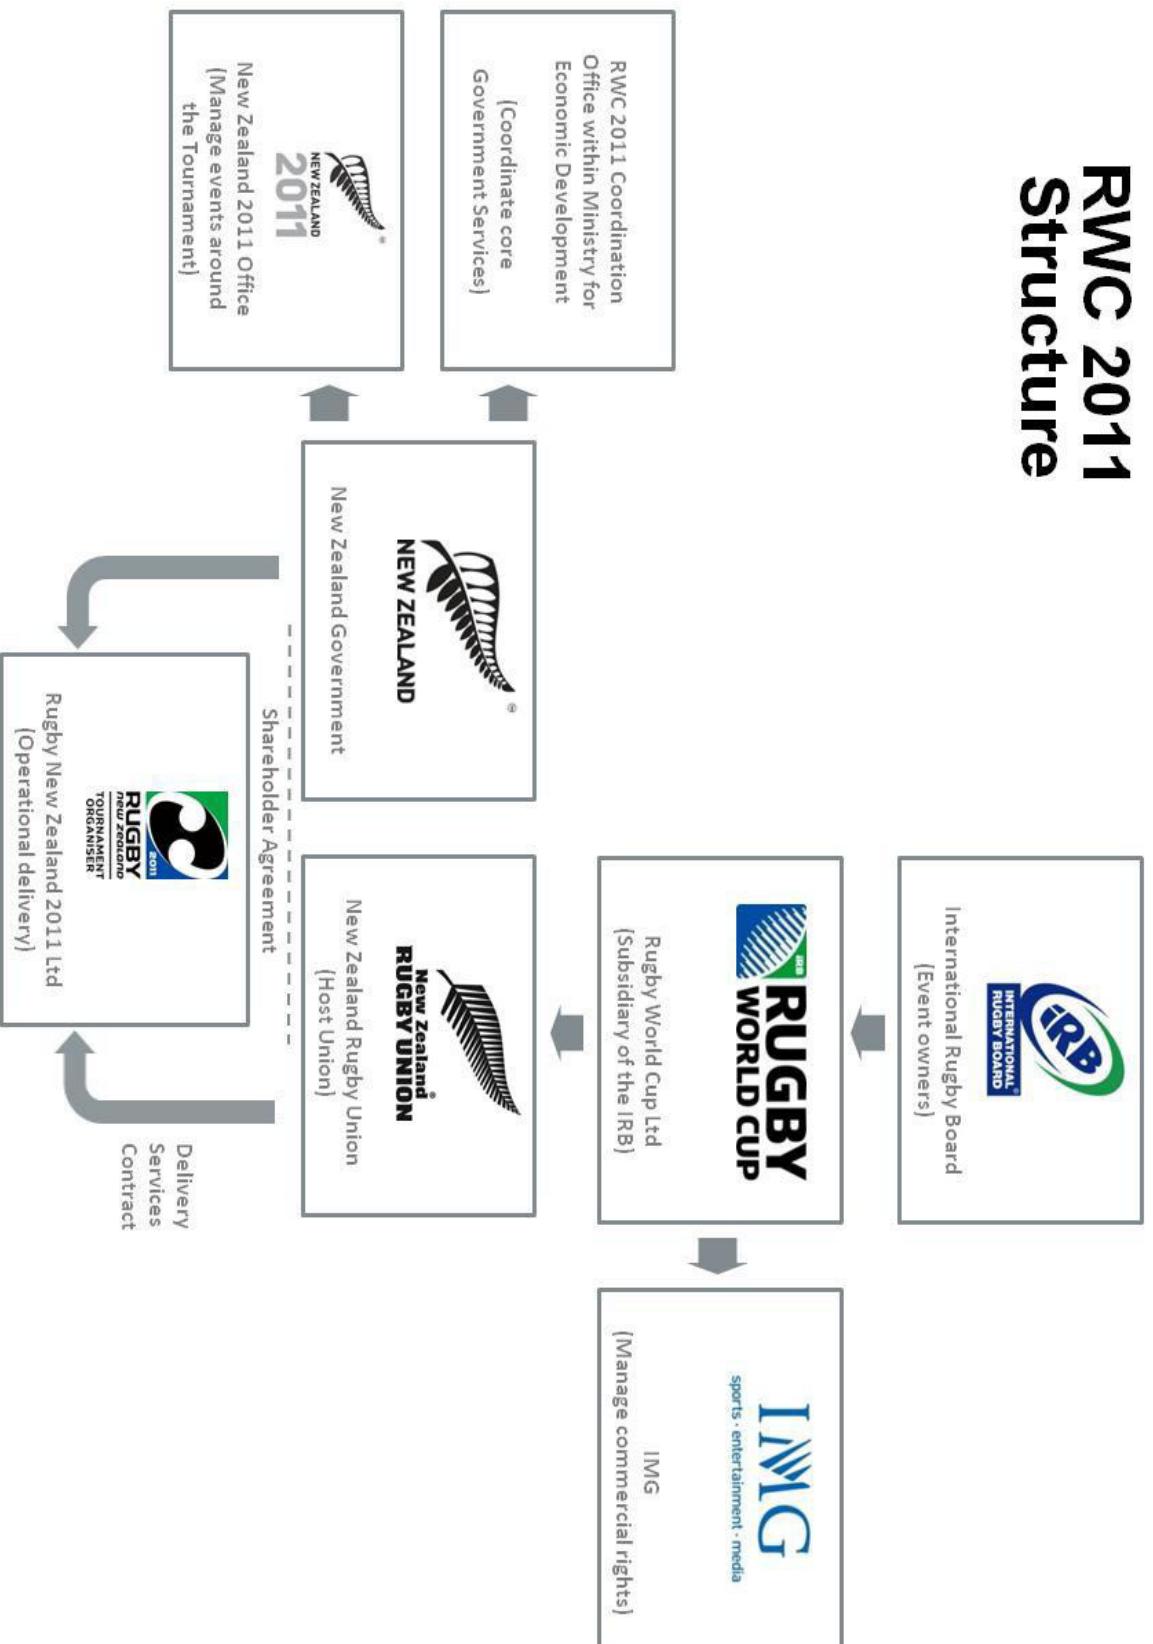 RWC 2011
Structure
INTERNATIONAL
RUGBY BOARD
iRB
International Rugby Board
(Event owners)
iRB
RUGBY
WORLD CUP
Rugby World Cup Ltd
(Subsidiary of the IRB)
IMG
sports · entertainment · media
IMG
(Manage commercial rights)
RWC 2011 Coordination
Office within Ministry for
Economic Development
(Coordinate core
Government Services)
NEW ZEALAND
New Zealand Government
New Zealand®
RUGBY UNION
New Zealand Rugby Union
(Host Union)
NEW ZEALAND
2011
New Zealand 2011 Office
(Manage events around
the Tournament)
Shareholder Agreement
2011
RUGBY
new zealand
TOURNAMENT
ORGANISER
Rugby New Zealand 2011 Ltd
(Operational delivery)
Delivery
Services
Contract